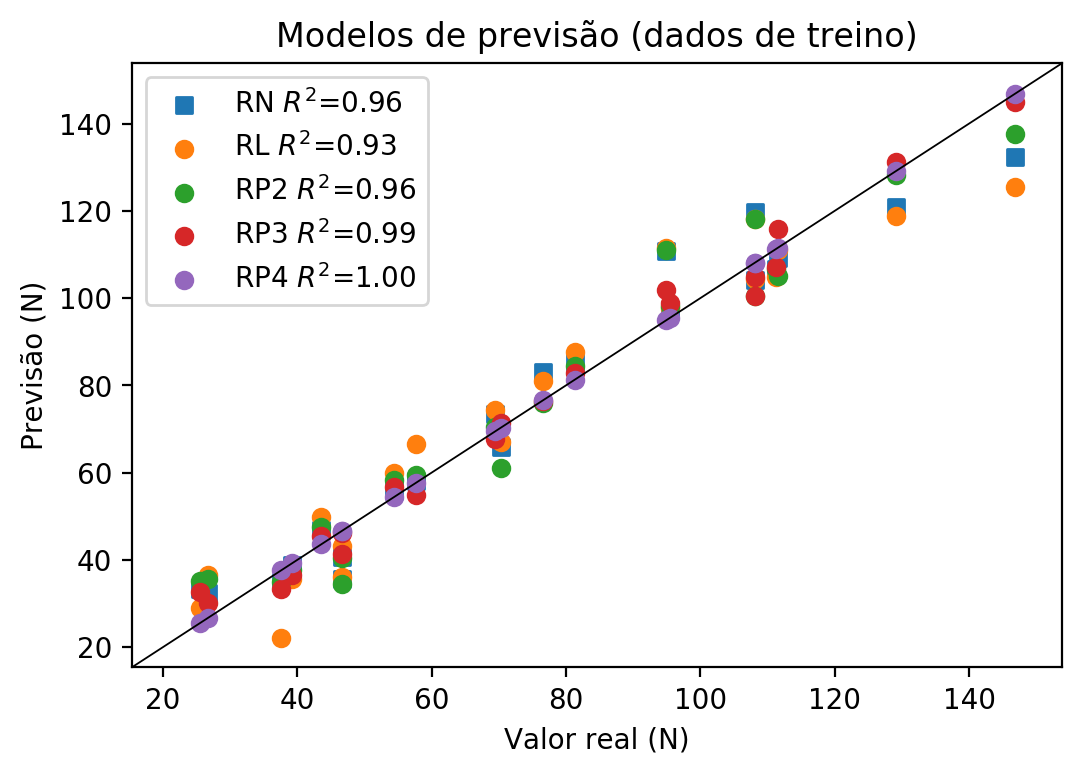 Modelos de previsão (dados de treino)
RN R²=0.96
RL R²=0.93
RP2 R²=0.96
RP3 R²=0.99
RP4 R²=1.00
Previsão (N)
140
120
100
80
60
40
20
20 40 60 80 100 120 140
Valor real (N)